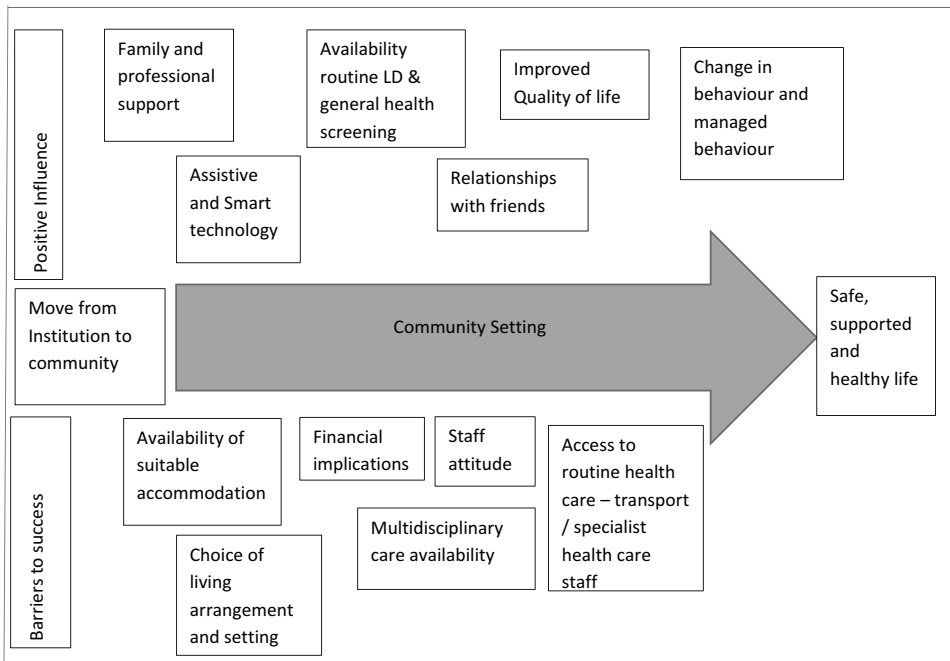 Positive Influence
Family and
professional
support
Availability
routine LD &
general health
screening
Improved
Quality of life
Change in
behaviour and
managed
behaviour
Assistive
and Smart
technology
Relationships
with friends
Move from
Institution to
community
Community Setting
Safe,
supported
and
healthy life
Barriers to success
Availability of
suitable
accommodation
Financial
implications
Staff
attitude
Access to
routine health
care – transport
/ specialist
health care
staff
Choice of
living
arrangement
and setting
Multidisciplinary
care availability